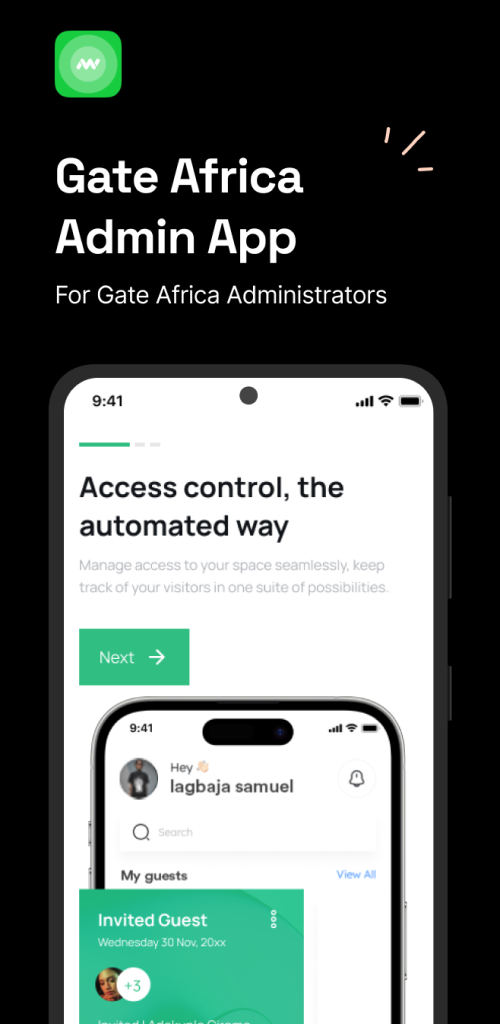 Gate Africa
Admin App
For Gate Africa Administrators
9:41
Access control, the
automated way
Manage access to your space seamlessly, keep
track of your visitors in one suite of possibilities.
Next
9:41
Hey 👋🏻
lagbaja samuel
Search
My guests
View All
Invited Guest
Wednesday 30 Nov, 20xx
+3